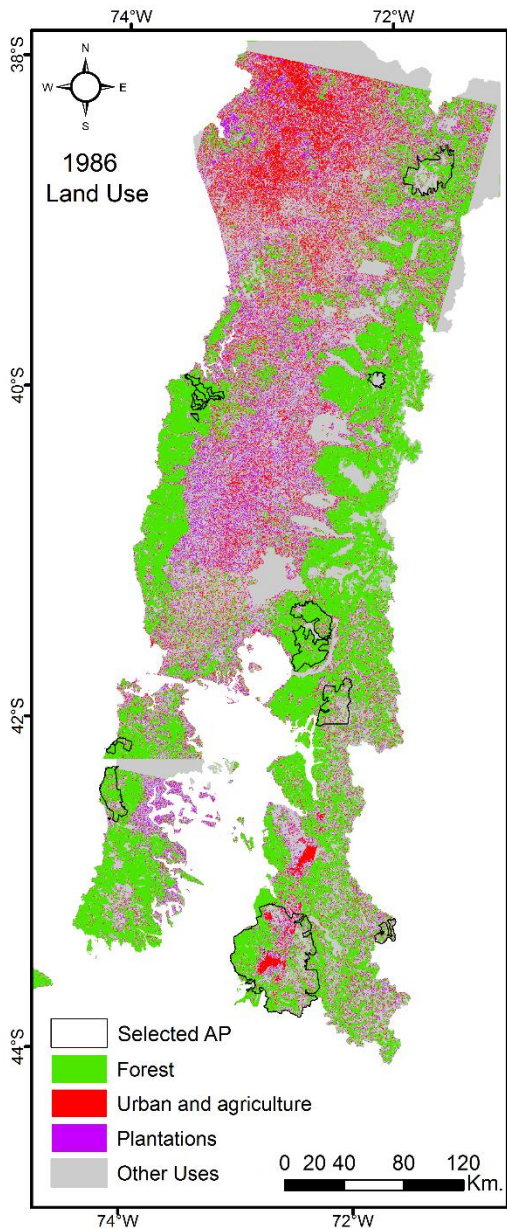 74°W 72°W
38°S
N
W E
S
1986
Land Use
40°S
42°S
44°S
Selected AP
Forest
Urban and agriculture
Plantations
Other Uses
0 20 40 80 120
Km.
74°W 72°W